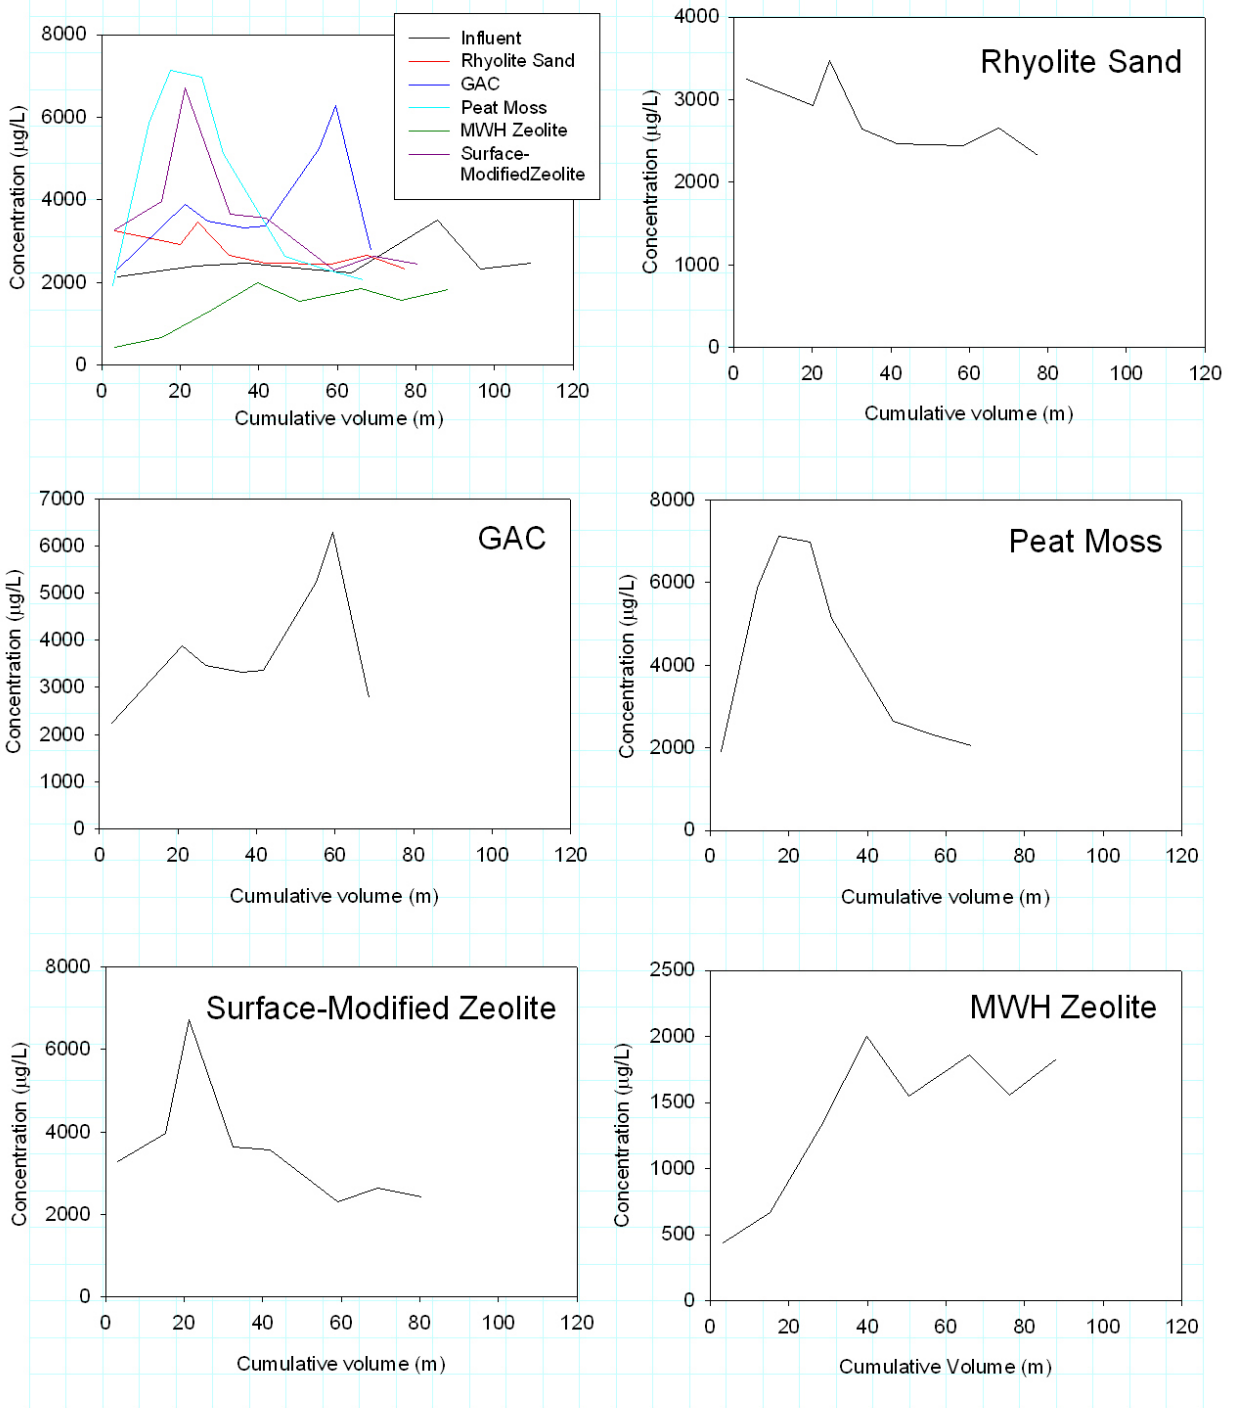 8000
6000
4000
2000
0
Concentration (µg/L)
0 20 40 60 80 100 120
Cumulative volume (m)
Influent
Rhyolite Sand
GAC
Peat Moss
MWH Zeolite
Surface-
ModifiedZeolite
4000
3000
2000
1000
0
Concentration (µg/L)
Rhyolite Sand
0 20 40 60 80 100 120
Cumulative volume (m)
7000
6000
5000
4000
3000
2000
1000
0
Concentration (µg/L)
GAC
0 20 40 60 80 100 120
Cumulative volume (m)
8000
6000
4000
2000
0
Concentration (µg/L)
Peat Moss
0 20 40 60 80 100 120
Cumulative volume (m)
8000
6000
4000
2000
0
Concentration (µg/L)
Surface-Modified Zeolite
0 20 40 60 80 100 120
Cumulative volume (m)
2500
2000
1500
1000
500
0
Concentration (µg/L)
MWH Zeolite
0 20 40 60 80 100 120
Cumulative Volume (m)